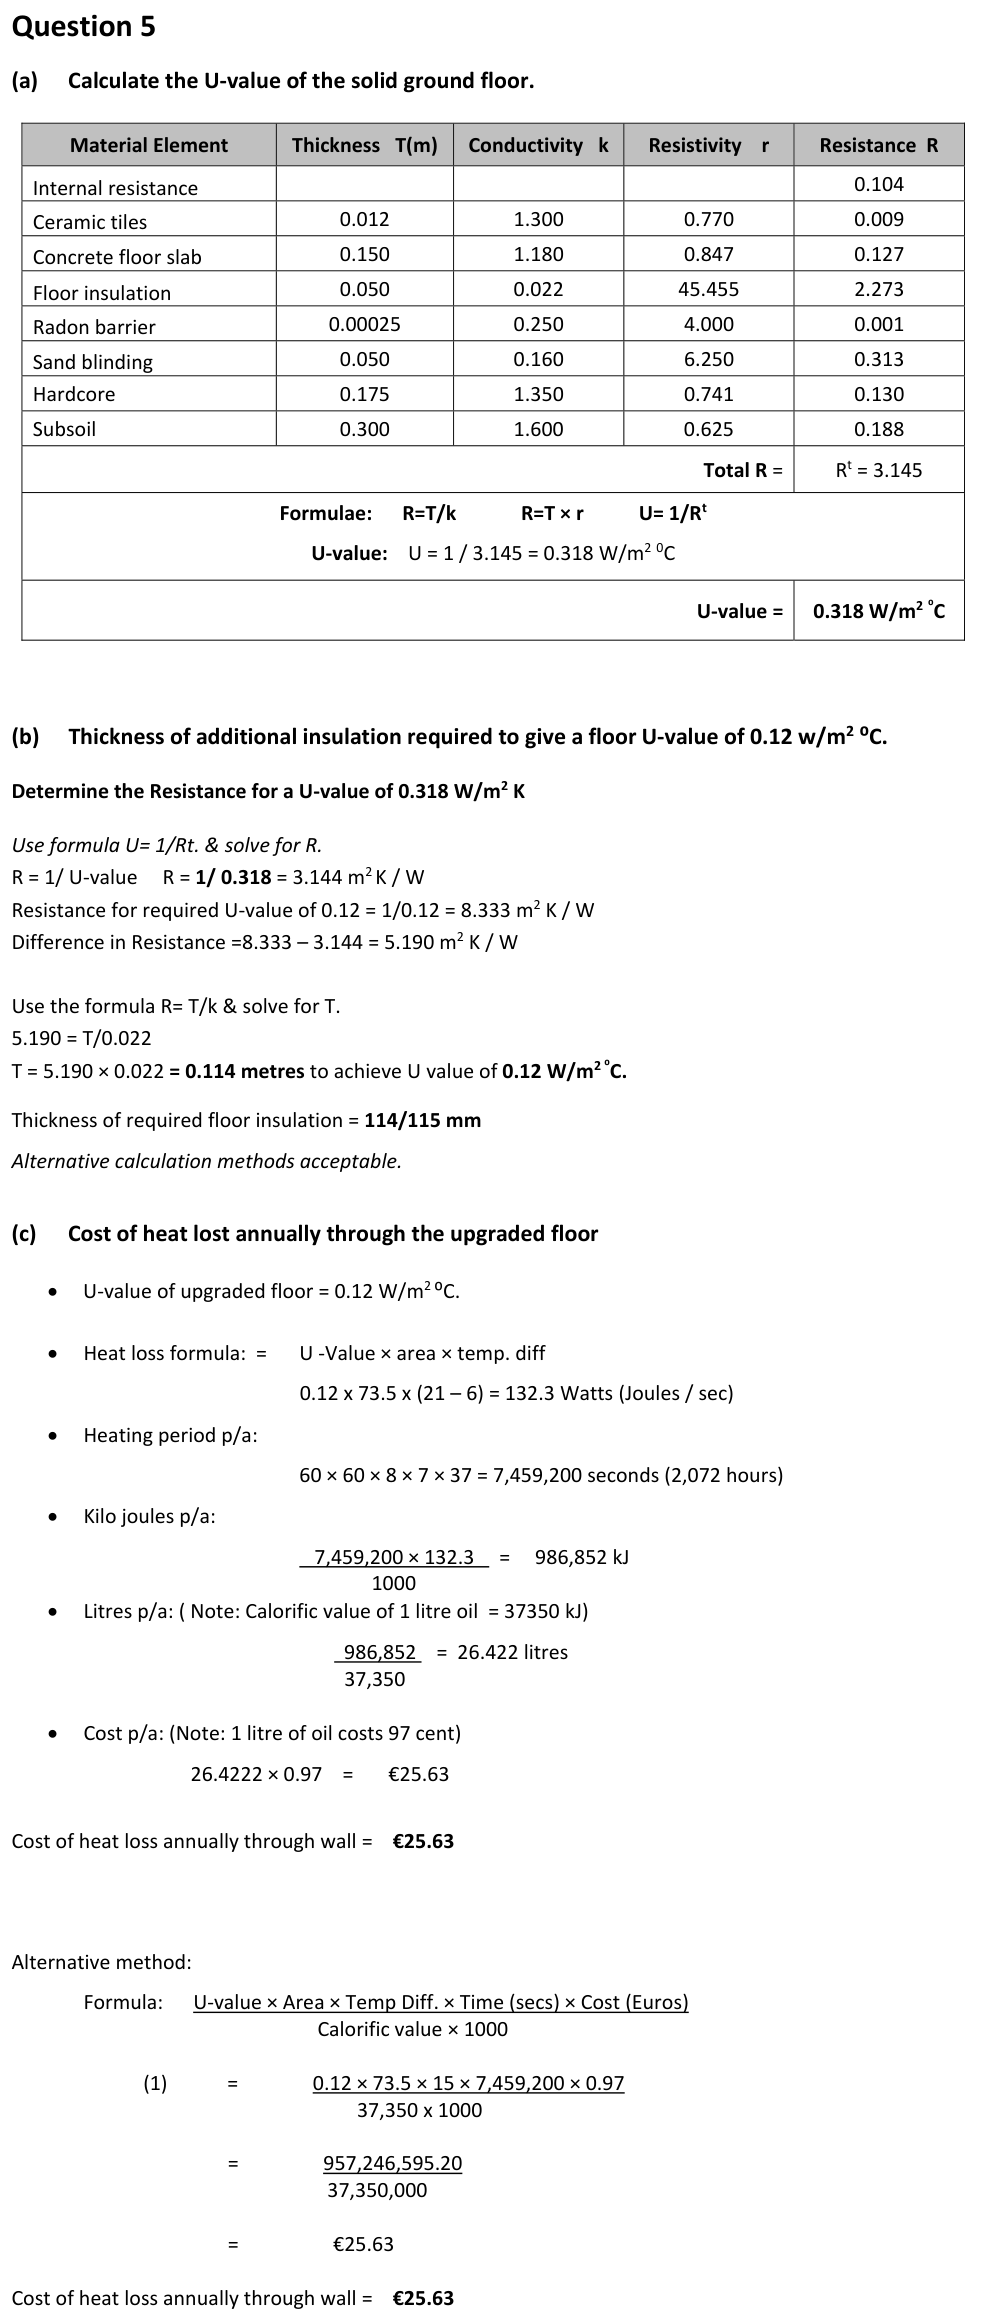 Question 5
(a) Calculate the U-value of the solid ground floor.
Material Element Thickness T(m) Conductivity k Resistivity r Resistance R
Internal resistance 0.104
Ceramic tiles 0.012 1.300 0.770 0.009
Concrete floor slab 0.150 1.180 0.847 0.127
Floor insulation 0.050 0.022 45.455 2.273
Radon barrier 0.00025 0.250 4.000 0.001
Sand blinding 0.050 0.160 6.250 0.313
Hardcore 0.175 1.350 0.741 0.130
Subsoil 0.300 1.600 0.625 0.188
Total R = Rᵗ = 3.145
Formulae: R=T/k R=T × r U= 1/Rᵗ
U-value: U = 1 / 3.145 = 0.318 W/m² ⁰C
U-value = 0.318 W/m² °C
(b) Thickness of additional insulation required to give a floor U-value of 0.12 w/m² ⁰C.
Determine the Resistance for a U-value of 0.318 W/m² K
Use formula U= 1/Rt. & solve for R.
R = 1/ U-value R = 1/ 0.318 = 3.144 m² K / W
Resistance for required U-value of 0.12 = 1/0.12 = 8.333 m² K / W
Difference in Resistance =8.333 – 3.144 = 5.190 m² K / W
Use the formula R= T/k & solve for T.
5.190 = T/0.022
T = 5.190 × 0.022 = 0.114 metres to achieve U value of 0.12 W/m² °C.
Thickness of required floor insulation = 114/115 mm
Alternative calculation methods acceptable.
(c) Cost of heat lost annually through the upgraded floor
• U-value of upgraded floor = 0.12 W/m² ⁰C.
• Heat loss formula: = U -Value × area × temp. diff
0.12 x 73.5 x (21 – 6) = 132.3 Watts (Joules / sec)
• Heating period p/a:
60 × 60 × 8 × 7 × 37 = 7,459,200 seconds (2,072 hours)
• Kilo joules p/a:
7,459,200 × 132.3 = 986,852 kJ
1000
• Litres p/a: ( Note: Calorific value of 1 litre oil = 37350 kJ)
986,852 = 26.422 litres
37,350
• Cost p/a: (Note: 1 litre of oil costs 97 cent)
26.4222 × 0.97 = €25.63
Cost of heat loss annually through wall = €25.63
Alternative method:
Formula: U-value × Area × Temp Diff. × Time (secs) × Cost (Euros)
Calorific value × 1000
(1) = 0.12 × 73.5 × 15 × 7,459,200 × 0.97
37,350 x 1000
= 957,246,595.20
37,350,000
= €25.63
Cost of heat loss annually through wall = €25.63